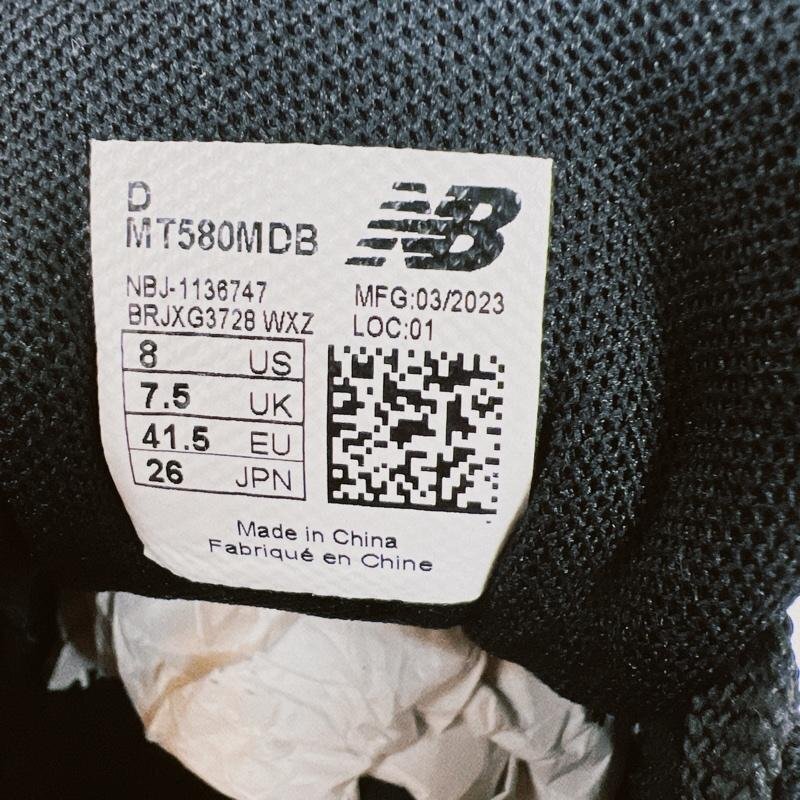 D
MT580MDB
NB
NBJ-1136747
BRJXG3728 WXZ
MFG:03/2023
LOC:01
8 US
7.5 UK
41.5 EU
26 JPN
Made in China
Fabriqué en Chine